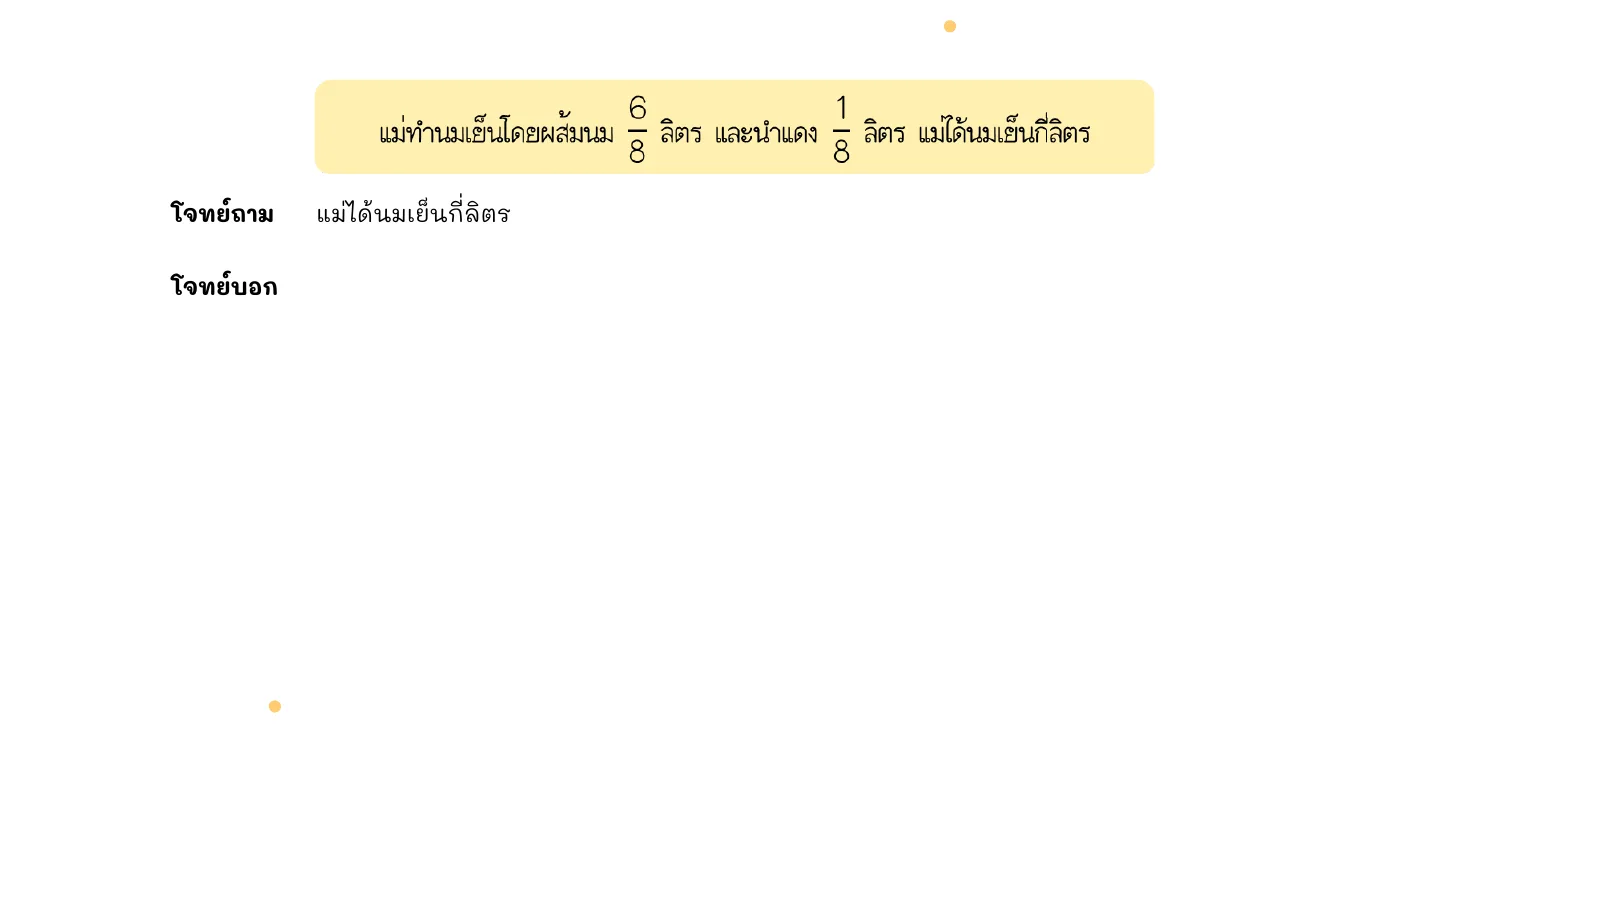 แม่ทำนมเย็นโดยผส้มนม 6/8 ลิตร และนำแดง 1/8 ลิตร แม่ได้นมเย็นกี่ลิตร
โจทย์ถาม แม่ได้นมเย็นกี่ลิตร
โจทย์บอก